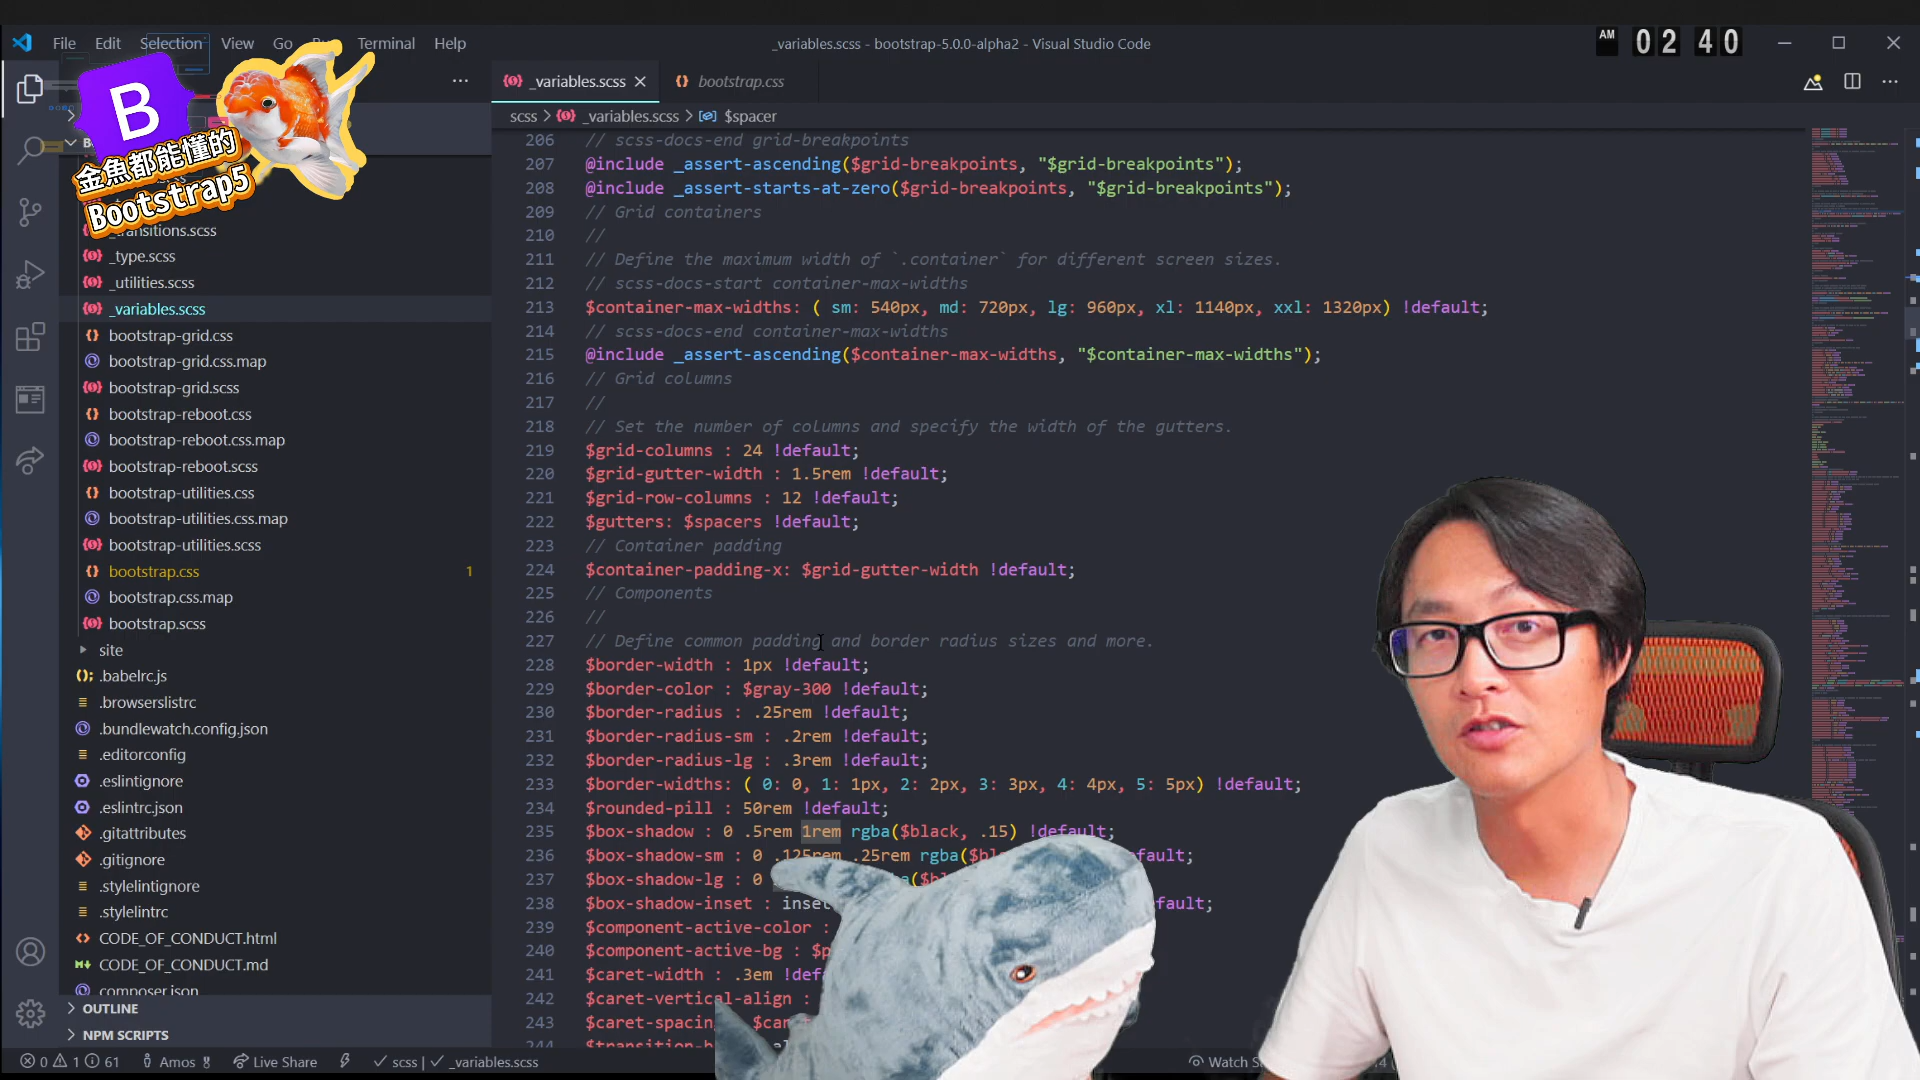 File Edit Selection View Go Run Terminal Help
_variables.scss - bootstrap-5.0.0-alpha2 - Visual Studio Code
AM 02 40
B
金魚都能懂的
Bootstrap5
_variables.scss
bootstrap.css
scss > _variables.scss > $spacer
_transitions.scss
_type.scss
_utilities.scss
_variables.scss
bootstrap-grid.css
bootstrap-grid.css.map
bootstrap-grid.scss
bootstrap-reboot.css
bootstrap-reboot.css.map
bootstrap-reboot.scss
bootstrap-utilities.css
bootstrap-utilities.css.map
bootstrap-utilities.scss
bootstrap.css 1
bootstrap.css.map
bootstrap.scss
site
.babelrc.js
.browserslistrc
.bundlewatch.config.json
.editorconfig
.eslintignore
.eslintrc.json
.gitattributes
.gitignore
.stylelintignore
.stylelintrc
CODE_OF_CONDUCT.html
CODE_OF_CONDUCT.md
composer.json
OUTLINE
NPM SCRIPTS
206 // scss-docs-end grid-breakpoints
207 @include _assert-ascending($grid-breakpoints, "$grid-breakpoints");
208 @include _assert-starts-at-zero($grid-breakpoints, "$grid-breakpoints");
209 // Grid containers
210 //
211 // Define the maximum width of `.container` for different screen sizes.
212 // scss-docs-start container-max-widths
213 $container-max-widths: ( sm: 540px, md: 720px, lg: 960px, xl: 1140px, xxl: 1320px) !default;
214 // scss-docs-end container-max-widths
215 @include _assert-ascending($container-max-widths, "$container-max-widths");
216 // Grid columns
217 //
218 // Set the number of columns and specify the width of the gutters.
219 $grid-columns : 24 !default;
220 $grid-gutter-width : 1.5rem !default;
221 $grid-row-columns : 12 !default;
222 $gutters: $spacers !default;
223 // Container padding
224 $container-padding-x: $grid-gutter-width !default;
225 // Components
226 //
227 // Define common padding and border radius sizes and more.
228 $border-width : 1px !default;
229 $border-color : $gray-300 !default;
230 $border-radius : .25rem !default;
231 $border-radius-sm : .2rem !default;
232 $border-radius-lg : .3rem !default;
233 $border-widths: ( 0: 0, 1: 1px, 2: 2px, 3: 3px, 4: 4px, 5: 5px) !default;
234 $rounded-pill : 50rem !default;
235 $box-shadow : 0 .5rem 1rem rgba($black, .15) !default;
236 $box-shadow-sm : 0 .125rem .25rem rgba($bl fault;
237 $box-shadow-lg : 0 a($bl
238 $box-shadow-inset : inset fault;
239 $component-active-color :
240 $component-active-bg : $p
241 $caret-width : .3em !def
242 $caret-vertical-align :
243 $caret-spacin $car
244 $transition-b
0 1 61 Amos Live Share scss | _variables.scss
Watch S